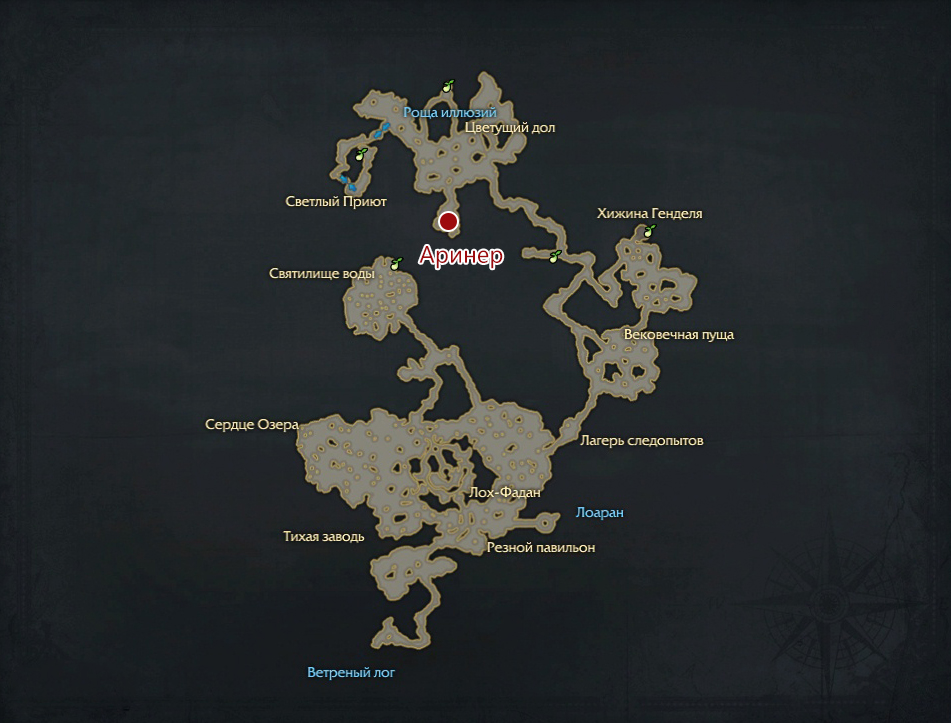 Роща иллюзий
Цветущий дол
Светлый Приют
Хижина Генделя
Аринер
Святилище воды
Вековечная пуща
Сердце Озера
Лагерь следопытов
Лох-Фадан
Лоаран
Тихая заводь
Резной павильон
Ветреный лог